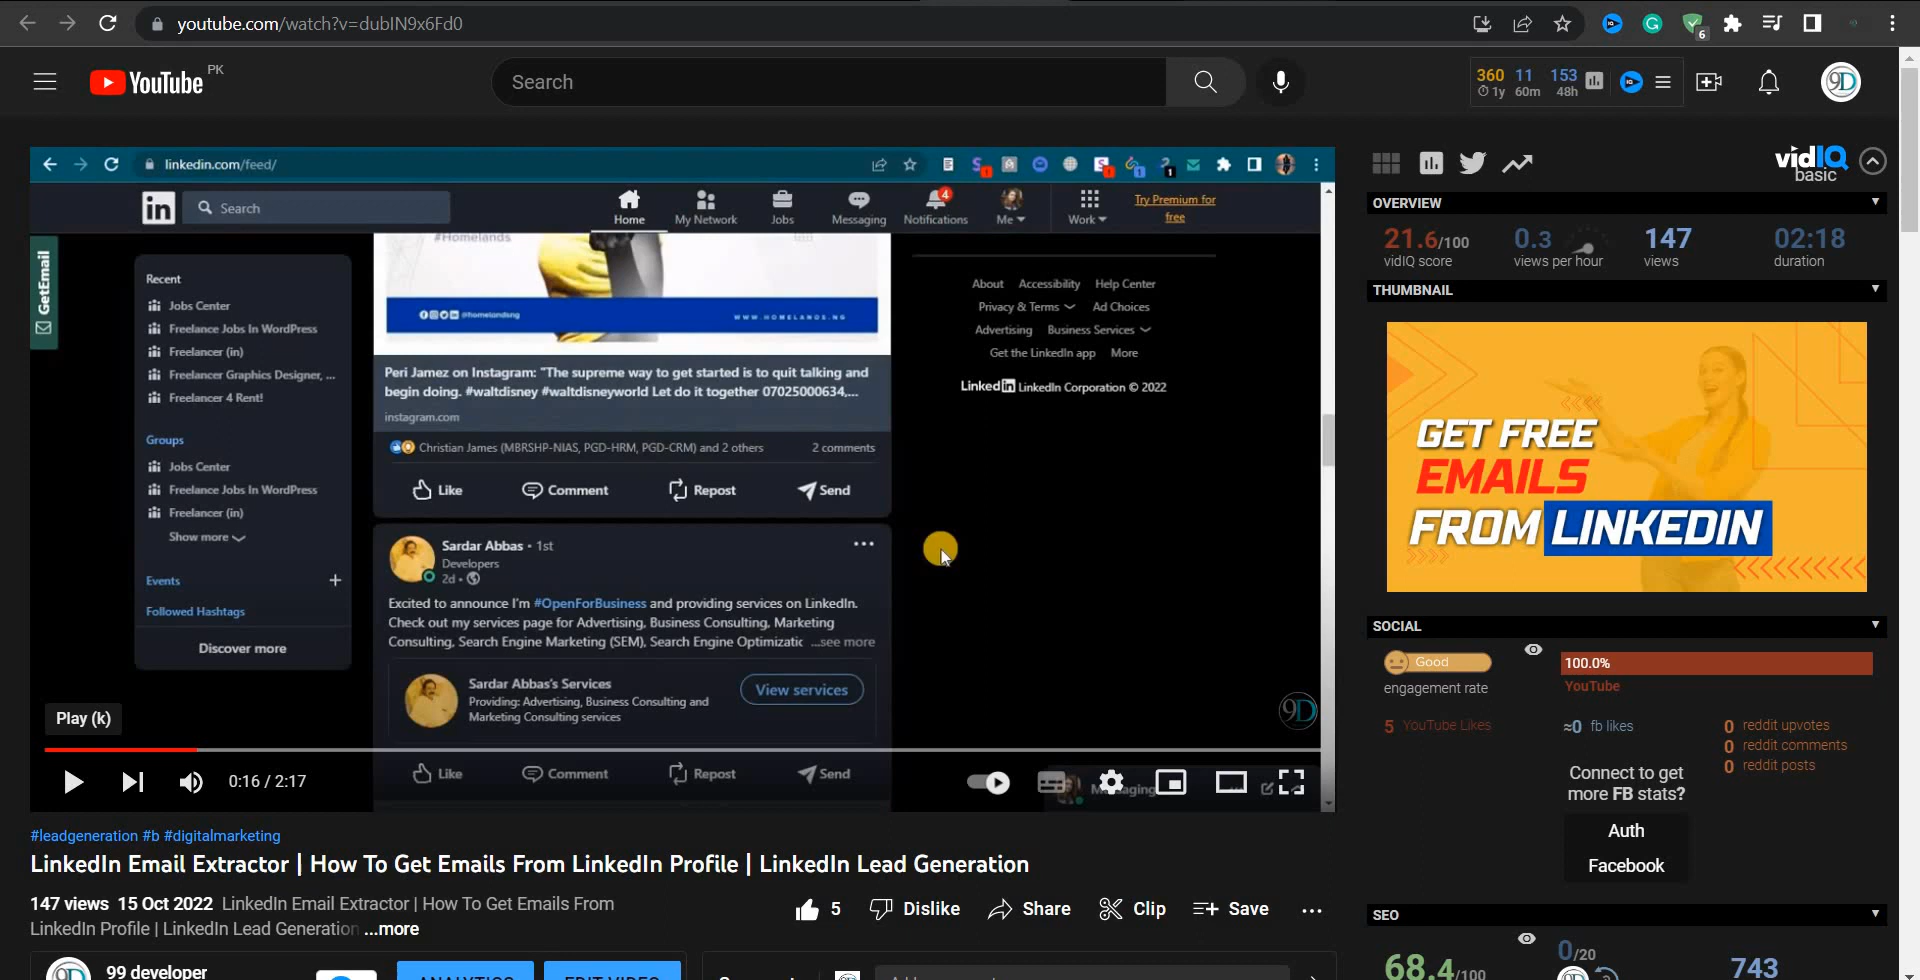 youtube.com/watch?v=dubIN9x6Fd0
6
YouTube PK
Search
360 11 153
1y 60m 48h
9D
linkedin.com/feed/
in Search
Home
My Network
Jobs
Messaging
4
Notifications
Me
Work
Try Premium for
free
GetEmail
Recent
Jobs Center
Freelance Jobs In WordPress
Freelancer (in)
Freelancer Graphics Designer, ...
Freelancer 4 Rent!
Groups
Jobs Center
Freelance Jobs In WordPress
Freelancer (in)
Show more
Events +
Followed Hashtags
Discover more
#Homelands
@homelandsng
WWW.HOMELANDS.NG
Peri Jamez on Instagram: "The supreme way to get started is to quit talking and
begin doing. #waltdisney #waltdisneyworld Let do it together 07025000634,...
instagram.com
Christian James (MBRSHP-NIAS, PGD-HRM, PGD-CRM) and 2 others 2 comments
Like Comment Repost Send
Sardar Abbas • 1st
Developers
2d •
Excited to announce I'm #OpenForBusiness and providing services on LinkedIn.
Check out my services page for Advertising, Business Consulting, Marketing
Consulting, Search Engine Marketing (SEM), Search Engine Optimizatic ...see more
Sardar Abbas's Services
Providing: Advertising, Business Consulting and
Marketing Consulting services
View services
Like Comment Repost Send
About Accessibility Help Center
Privacy & Terms Ad Choices
Advertising Business Services
Get the LinkedIn app More
Linked in LinkedIn Corporation © 2022
9D
Play (k)
0:16 / 2:17
#leadgeneration #b #digitalmarketing
LinkedIn Email Extractor | How To Get Emails From LinkedIn Profile | LinkedIn Lead Generation
147 views 15 Oct 2022 LinkedIn Email Extractor | How To Get Emails From
LinkedIn Profile | LinkedIn Lead Generation ...more
5 Dislike Share Clip Save
99 developer
ANALYTICS
EDIT VIDEO
vidIQ
basic
OVERVIEW
21.6/100
vidIQ score
0.3
views per hour
147
views
02:18
duration
THUMBNAIL
GET FREE
EMAILS
FROM LINKEDIN
SOCIAL
Good
engagement rate
100.0%
YouTube
5 YouTube Likes
≈0 fb likes
0 reddit upvotes
0 reddit comments
0 reddit posts
Connect to get
more FB stats?
Auth
Facebook
SEO
68.4/100
0/20
743